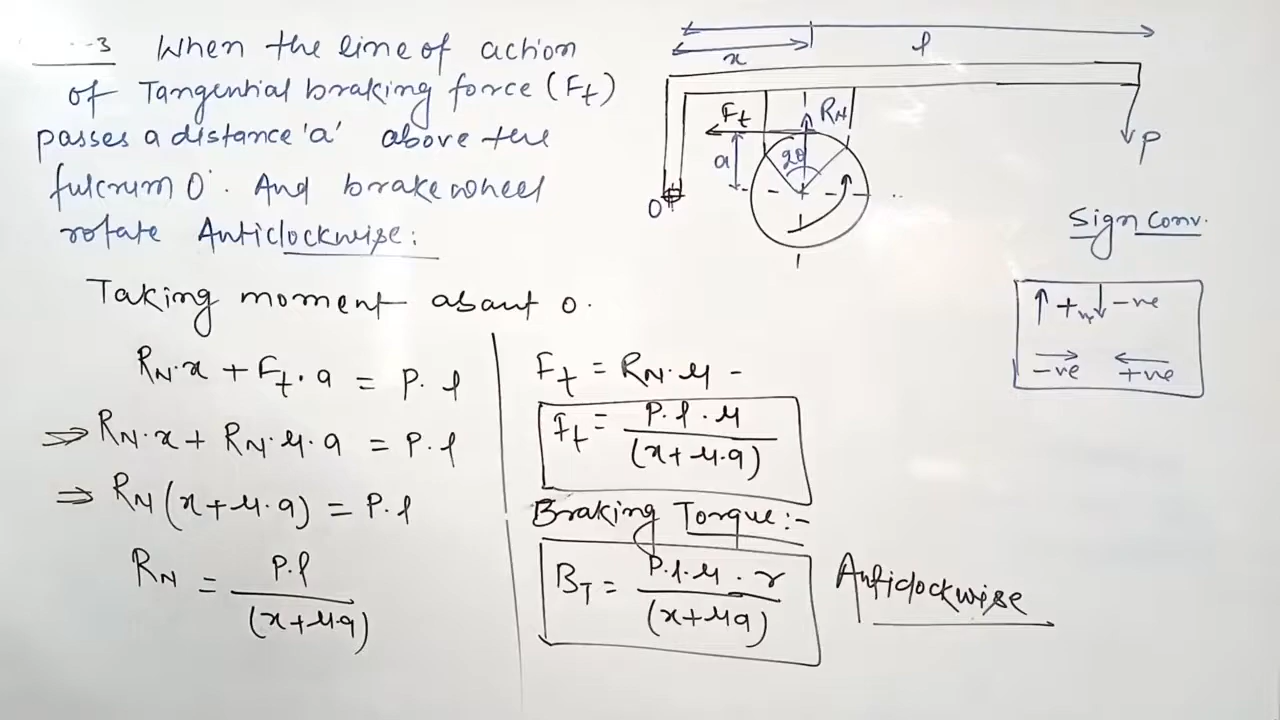 3 When the line of action
of Tangential braking force (Ft)
passes a distance 'a' above the
fulcrum O. And brake wheel
rotate Anticlockwise:
x
l
Ft
RN
a
2θ
O
P
Sign Conv.
↑ +ve ↓ -ve
→ -ve ← +ve
Taking moment about O.
RN.x + Ft.a = P.l
⇒ RN.x + RN.μ.a = P.l
⇒ RN(x+μ.a) = P.l
RN = P.l / (x+μ.a)
Ft = RN.μ -
Ft = P.l.μ / (x+μ.a)
Braking Torque:-
BT = P.l.μ.r / (x+μa)
Anticlockwise